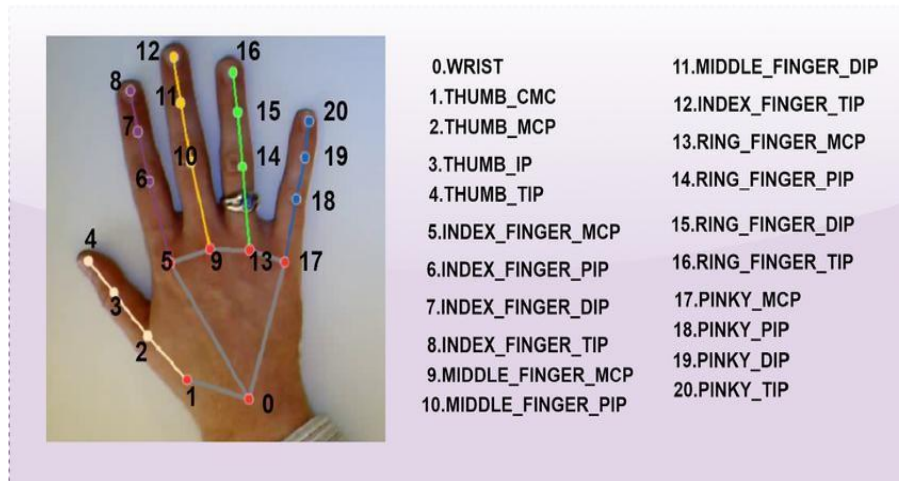 12
16
8
11
15
20
7
10
14
19
6
18
4
5
9
13
17
3
2
1
0
0.WRIST
1.THUMB_CMC
2.THUMB_MCP
3.THUMB_IP
4.THUMB_TIP
5.INDEX_FINGER_MCP
6.INDEX_FINGER_PIP
7.INDEX_FINGER_DIP
8.INDEX_FINGER_TIP
9.MIDDLE_FINGER_MCP
10.MIDDLE_FINGER_PIP
11.MIDDLE_FINGER_DIP
12.INDEX_FINGER_TIP
13.RING_FINGER_MCP
14.RING_FINGER_PIP
15.RING_FINGER_DIP
16.RING_FINGER_TIP
17.PINKY_MCP
18.PINKY_PIP
19.PINKY_DIP
20.PINKY_TIP